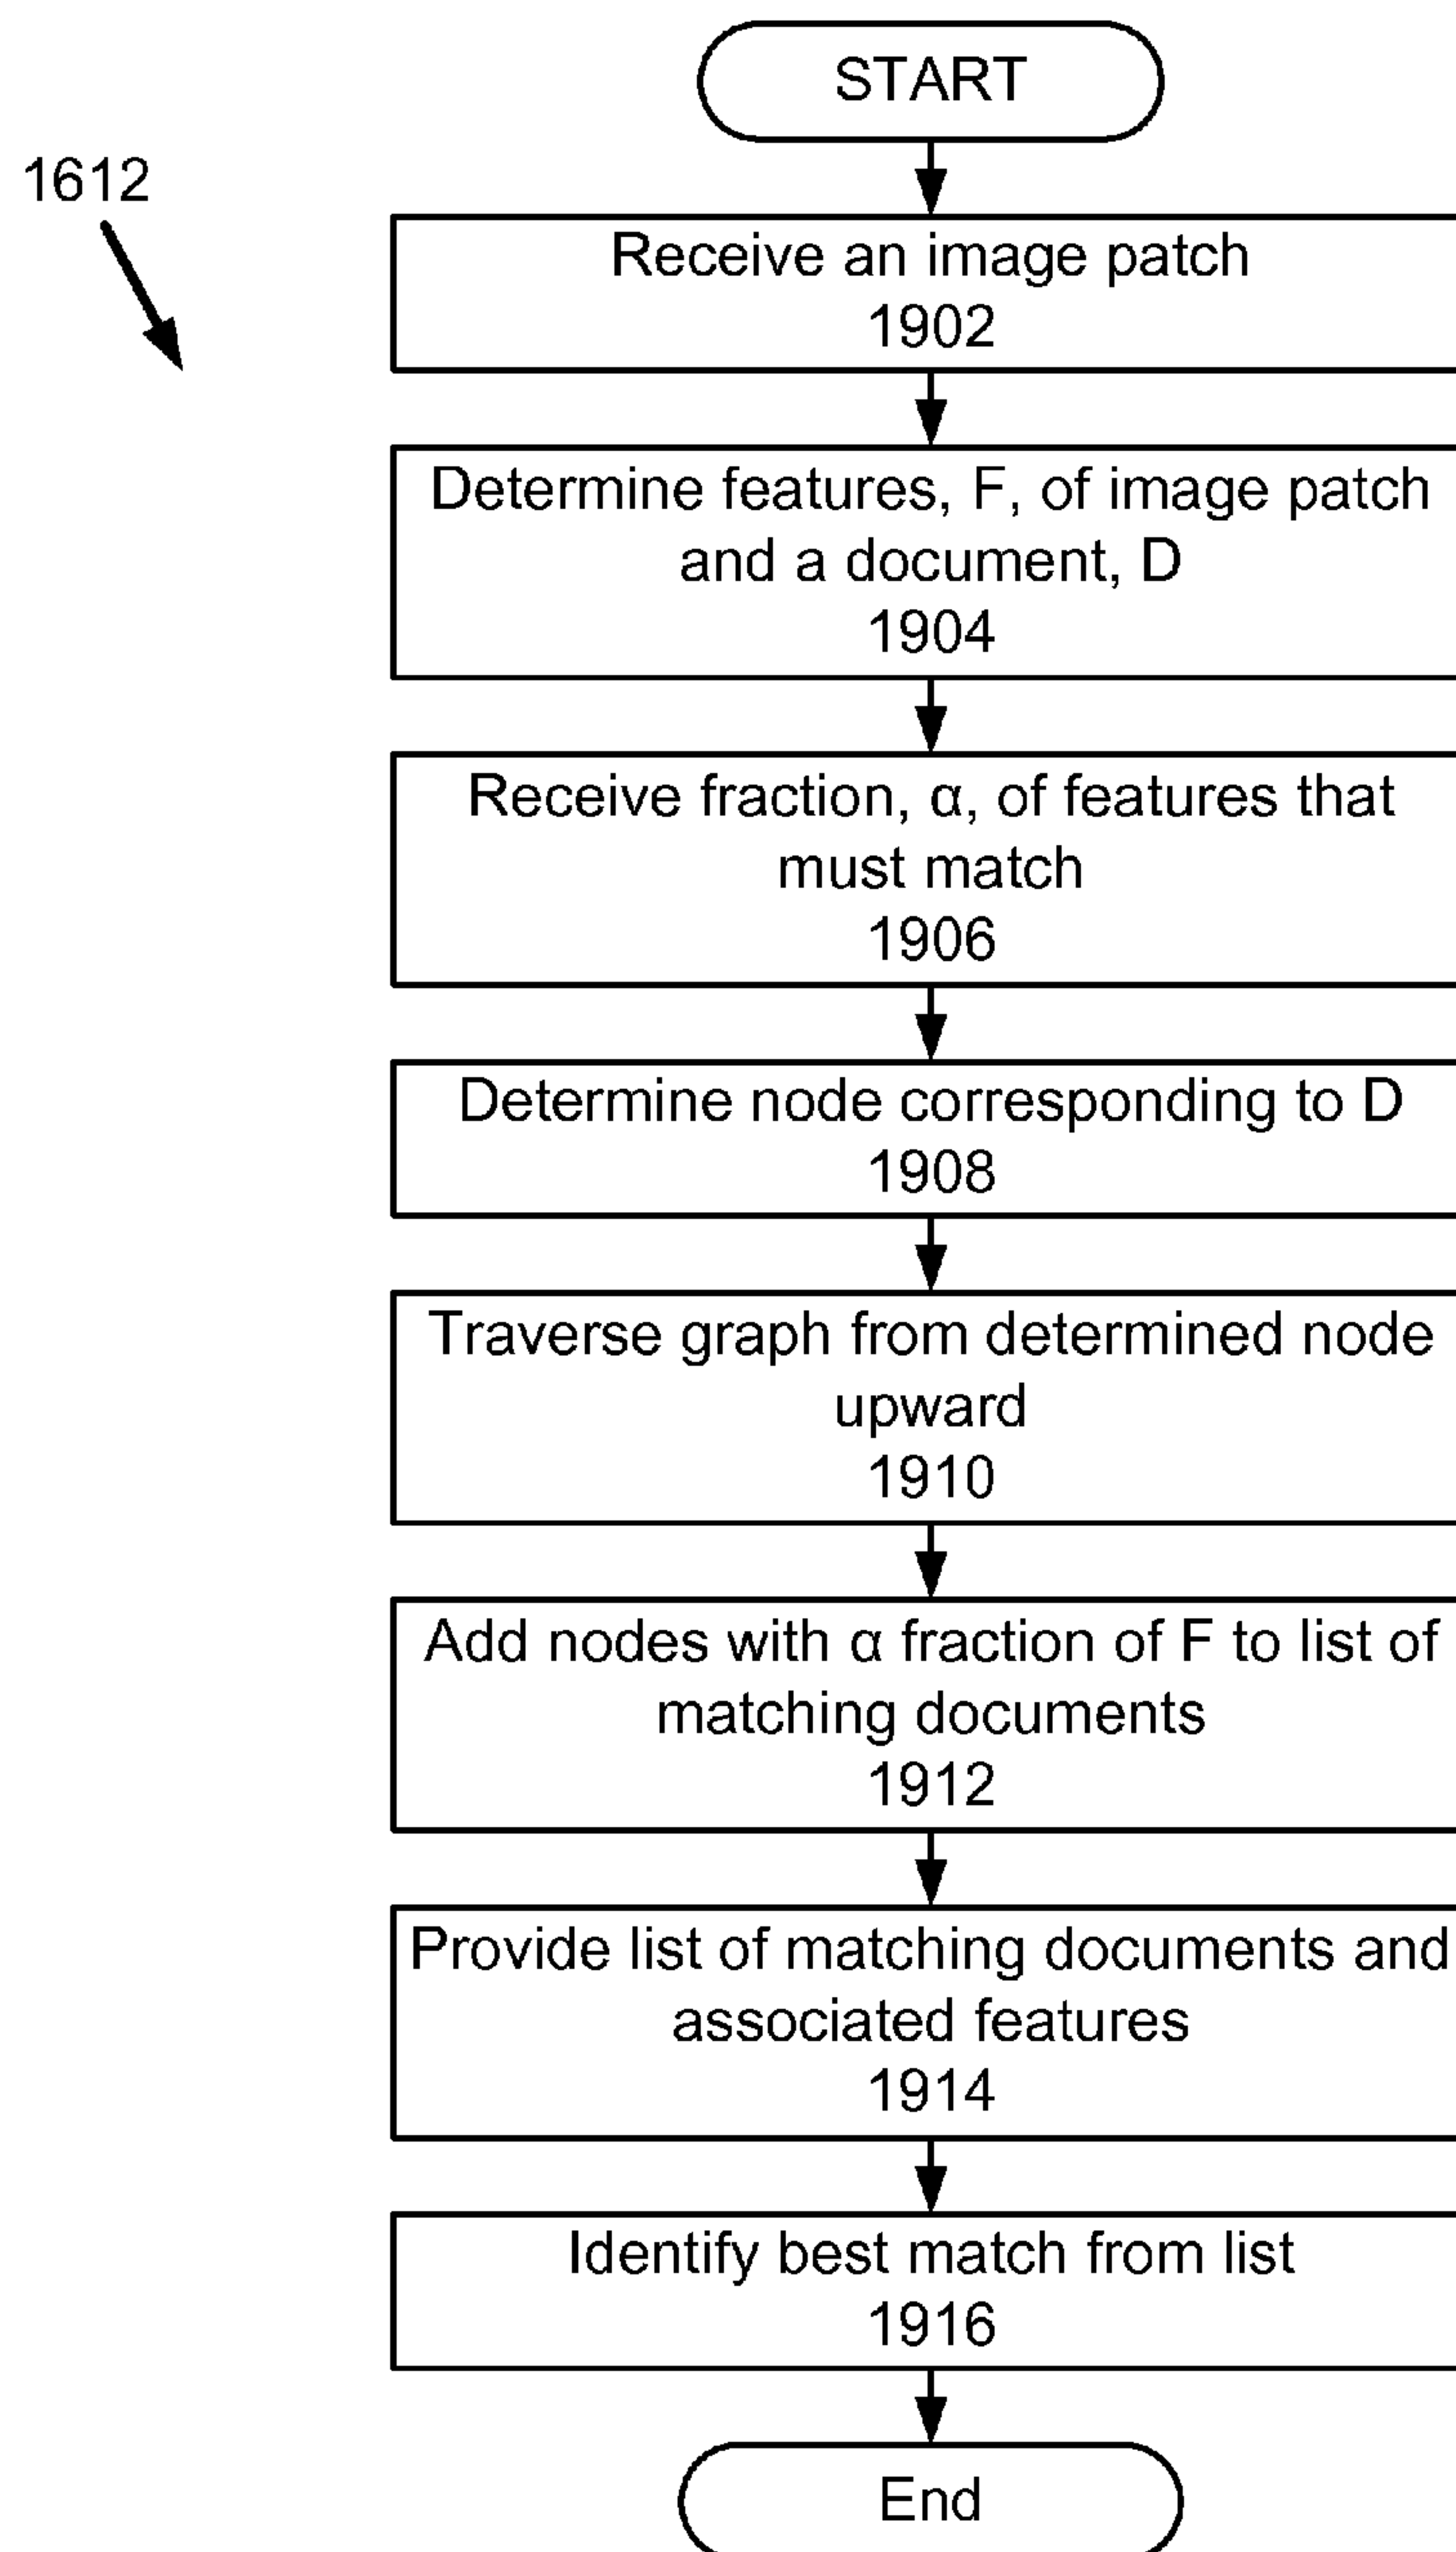 START
1612
Receive an image patch
1902
Determine features, F, of image patch
and a document, D
1904
Receive fraction, α, of features that
must match
1906
Determine node corresponding to D
1908
Traverse graph from determined node
upward
1910
Add nodes with α fraction of F to list of
matching documents
1912
Provide list of matching documents and
associated features
1914
Identify best match from list
1916
End